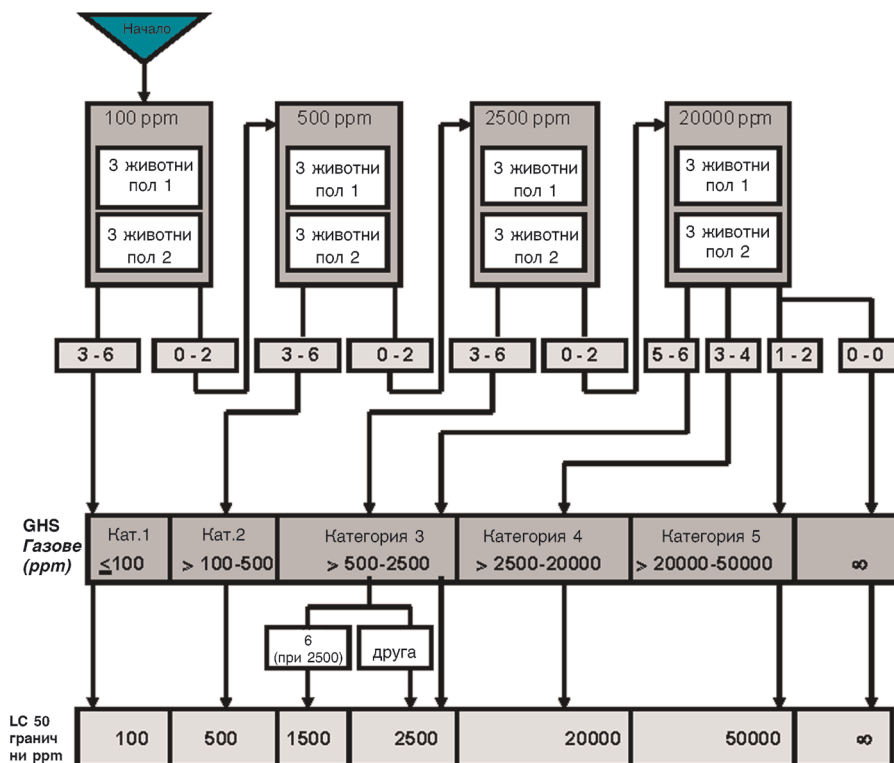 Начало
100 ppm
500 ppm
2500 ppm
20000 ppm
3 животни
пол 1
3 животни
пол 1
3 животни
пол 1
3 животни
пол 1
3 животни
пол 2
3 животни
пол 2
3 животни
пол 2
3 животни
пол 2
3 - 6
0 - 2
3 - 6
0 - 2
3 - 6
0 - 2
5 - 6
3 - 4
1 - 2
0 - 0
GHS
Газове
(ppm)
Кат.1
≤100
Кат.2
> 100-500
Категория 3
> 500-2500
Категория 4
> 2500-20000
Категория 5
> 20000-50000
∞
6
(при 2500)
друга
LC 50
гранич
ни ppm
100
500
1500
2500
20000
50000
∞